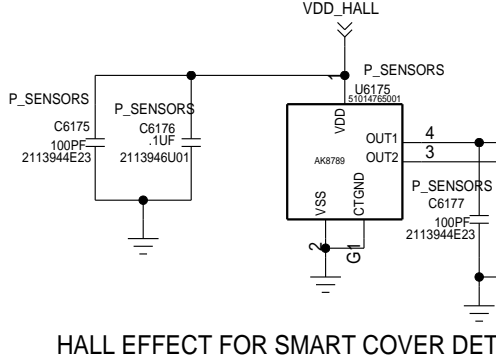 VDD_HALL
P_SENSORS
U6175
51014765001
P_SENSORS
C6175
100PF
2113944E23
P_SENSORS
C6176
.1UF
2113946U01
VDD
1
AK8789
OUT1
4
OUT2
3
VSS
CTGND
2
G1
P_SENSORS
C6177
100PF
2113944E23
HALL EFFECT FOR SMART COVER DET